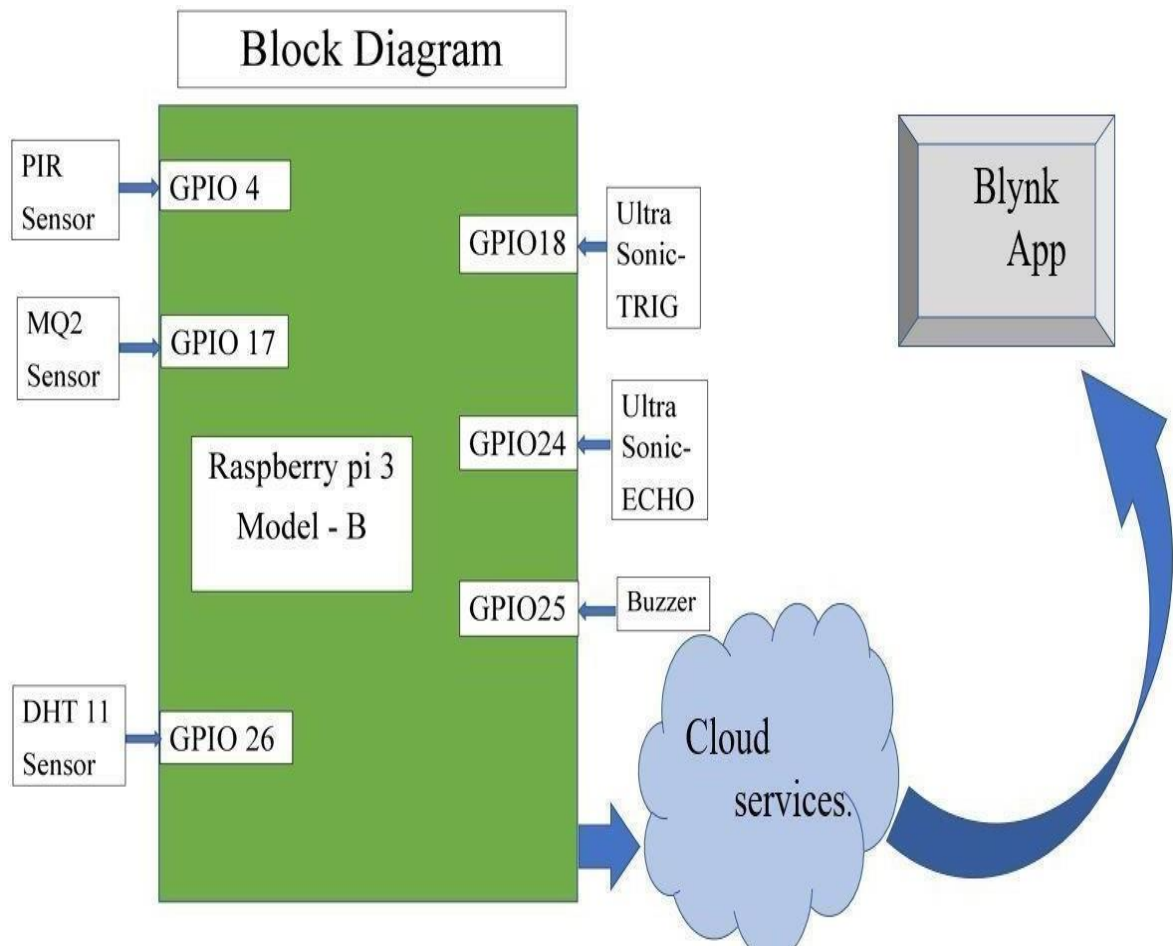 Block Diagram
PIR
Sensor
GPIO 4
MQ2
Sensor
GPIO 17
Raspberry pi 3
Model - B
DHT 11
Sensor
GPIO 26
GPIO18
Ultra
Sonic-
TRIG
GPIO24
Ultra
Sonic-
ECHO
GPIO25
Buzzer
Cloud
services.
Blynk
App